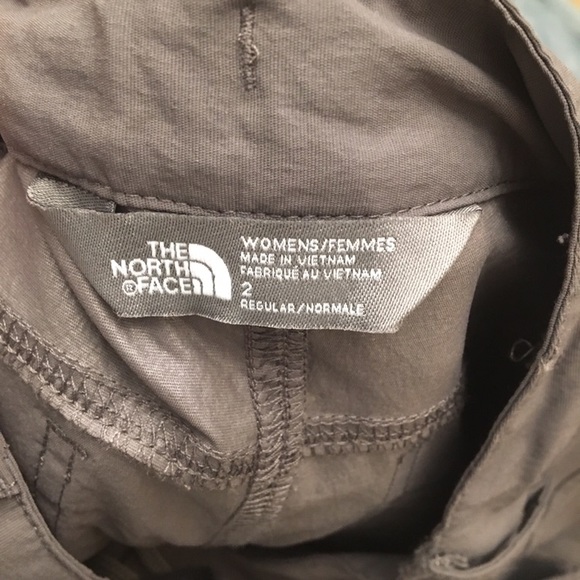 THE
NORTH
®FACE
WOMENS/FEMMES
MADE IN VIETNAM
FABRIQUÉ AU VIETNAM
2
REGULAR/NORMALE